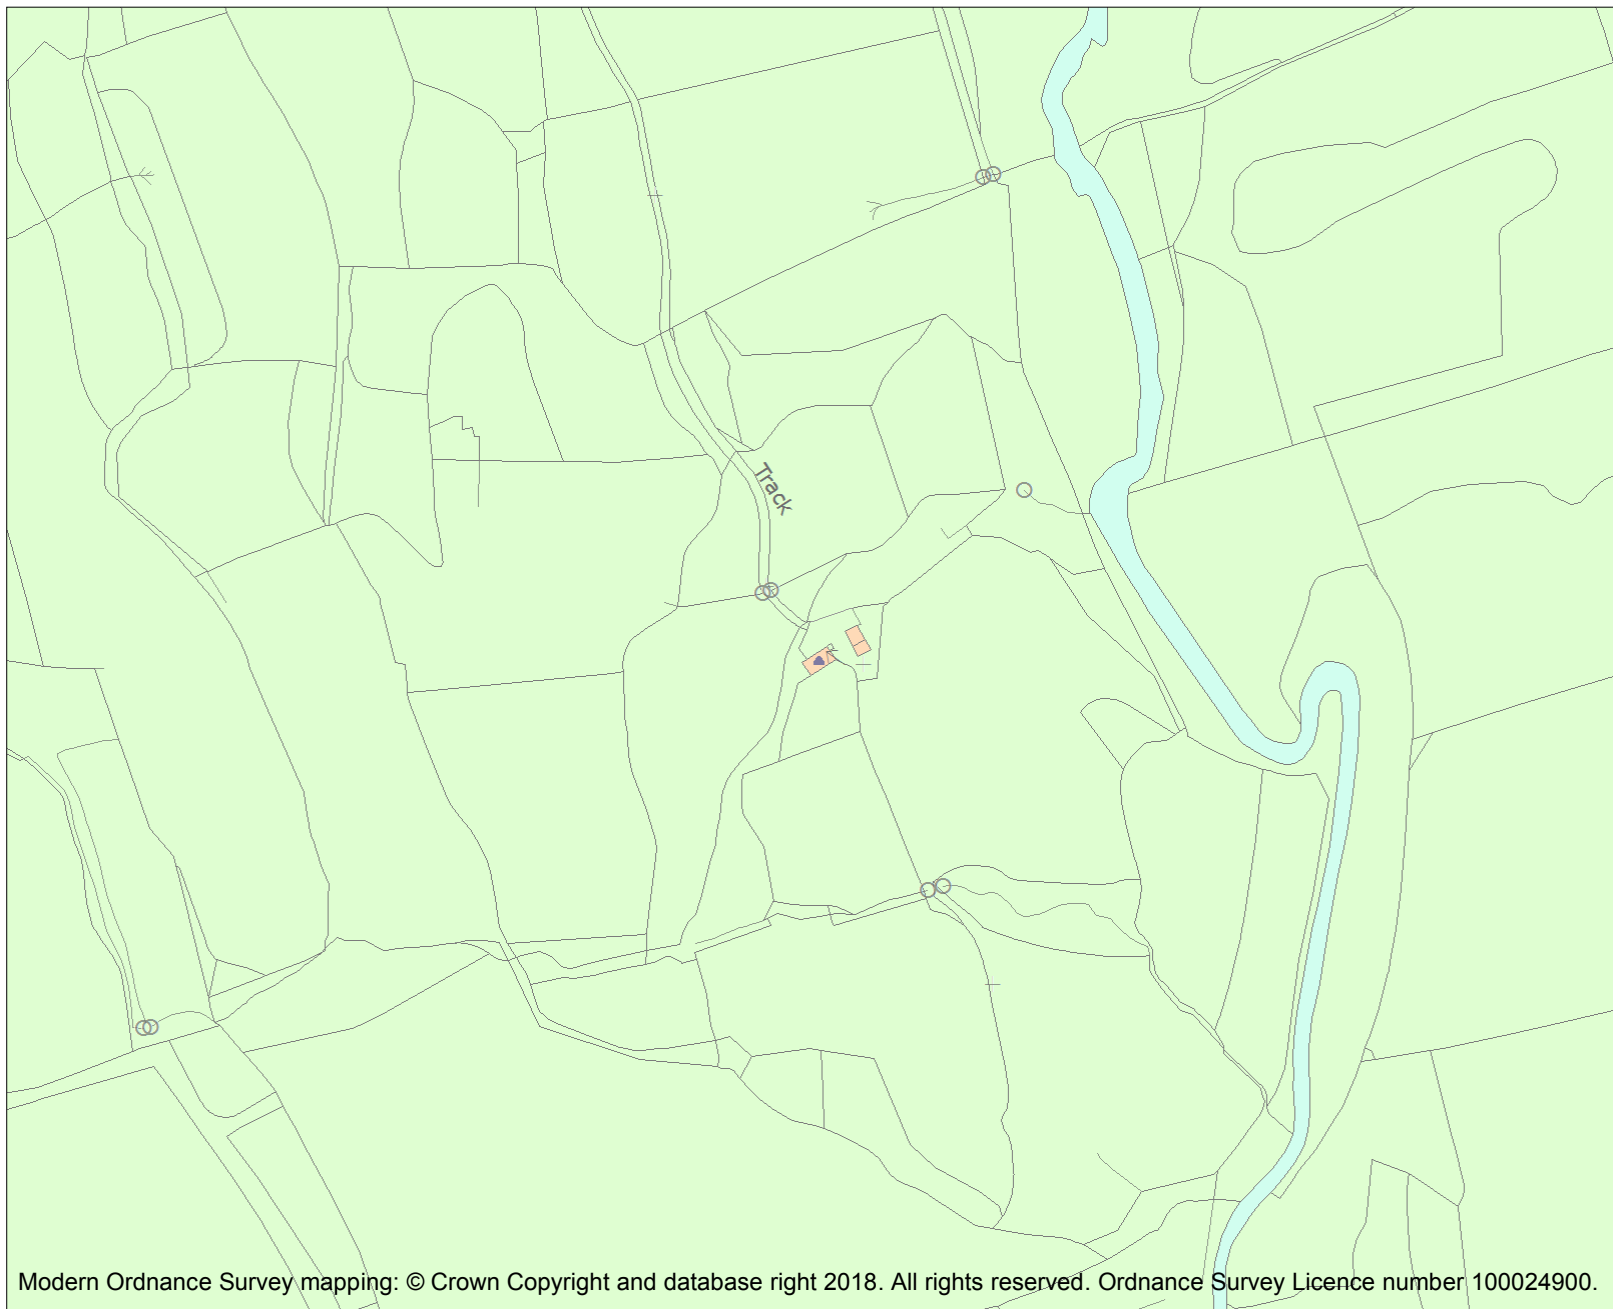 Track
Modern Ordnance Survey mapping: © Crown Copyright and database right 2018. All rights reserved. Ordnance Survey Licence number 100024900.